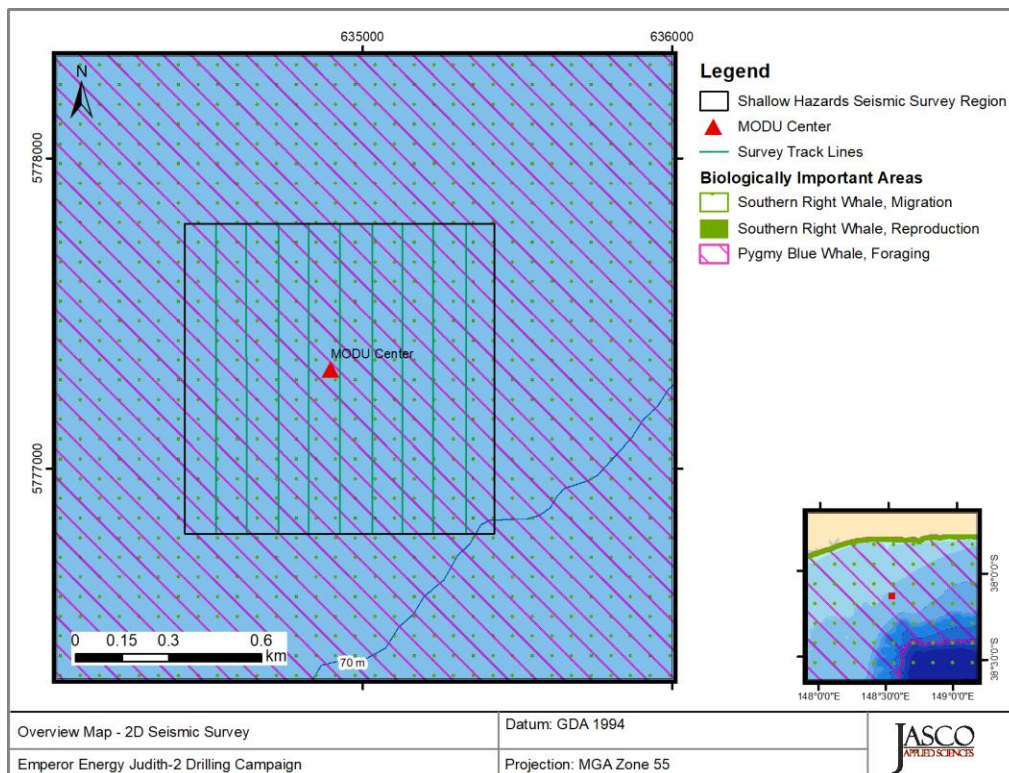 635000
636000
N
5778000
5777000
MODU Center
70 m
0 0.15 0.3 0.6
km
Legend
Shallow Hazards Seismic Survey Region
MODU Center
Survey Track Lines
Biologically Important Areas
Southern Right Whale, Migration
Southern Right Whale, Reproduction
Pygmy Blue Whale, Foraging
38°0'0"S
38°30'0"S
148°0'0"E
148°30'0"E
149°0'0"E
Overview Map - 2D Seismic Survey
Datum: GDA 1994
Emperor Energy Judith-2 Drilling Campaign
Projection: MGA Zone 55
JASCO
APPLIED SCIENCES